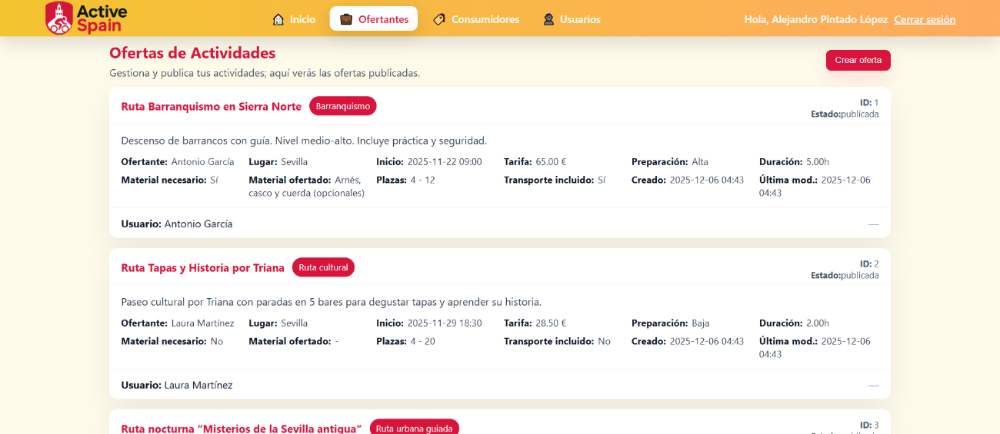 Active
Spain
Inicio
Ofertantes
Consumidores
Usuarios
Hola, Alejandro Pintado López Cerrar sesión
Ofertas de Actividades
Gestiona y publica tus actividades; aquí verás las ofertas publicadas.
Crear oferta
Ruta Barranquismo en Sierra Norte Barranquismo
ID: 1
Estado:publicada
Descenso de barrancos con guía. Nivel medio-alto. Incluye práctica y seguridad.
Ofertante: Antonio García Lugar: Sevilla Inicio: 2025-11-22 09:00 Tarifa: 65.00 € Preparación: Alta Duración: 5.00h
Material necesario: Sí Material ofertado: Arnés, Plazas: 4 - 12 Transporte incluido: Sí Creado: 2025-12-06 04:43 Última mod.: 2025-12-06
casco y cuerda (opcionales) 04:43
Usuario: Antonio García —
Ruta Tapas y Historia por Triana Ruta cultural
ID: 2
Estado:publicada
Paseo cultural por Triana con paradas en 5 bares para degustar tapas y aprender su historia.
Ofertante: Laura Martínez Lugar: Sevilla Inicio: 2025-11-29 18:30 Tarifa: 28.50 € Preparación: Baja Duración: 2.00h
Material necesario: No Material ofertado: - Plazas: 4 - 20 Transporte incluido: No Creado: 2025-12-06 04:43 Última mod.: 2025-12-06
04:43
Usuario: Laura Martínez —
Ruta nocturna “Misterios de la Sevilla antigua” Ruta urbana guiada
ID: 3